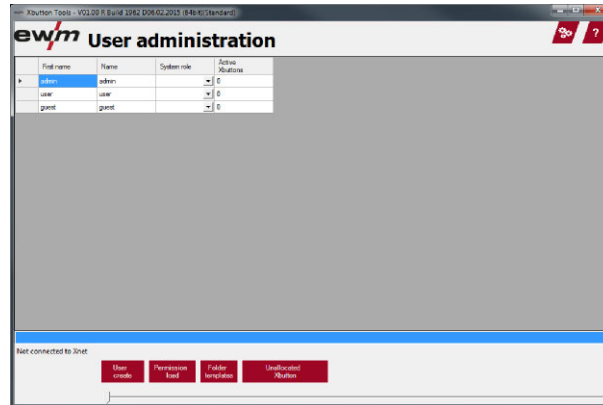 Xbutton Tools - V01.00 R Build 1962 D06.02.2015 (64bit)(Standard)
ewm User administration
?
First name Name System role Active Xbuttons
admin admin 0
user user 0
guest guest 0
Not connected to Xnet
User create Permission load Folder templates Unallocated Xbutton